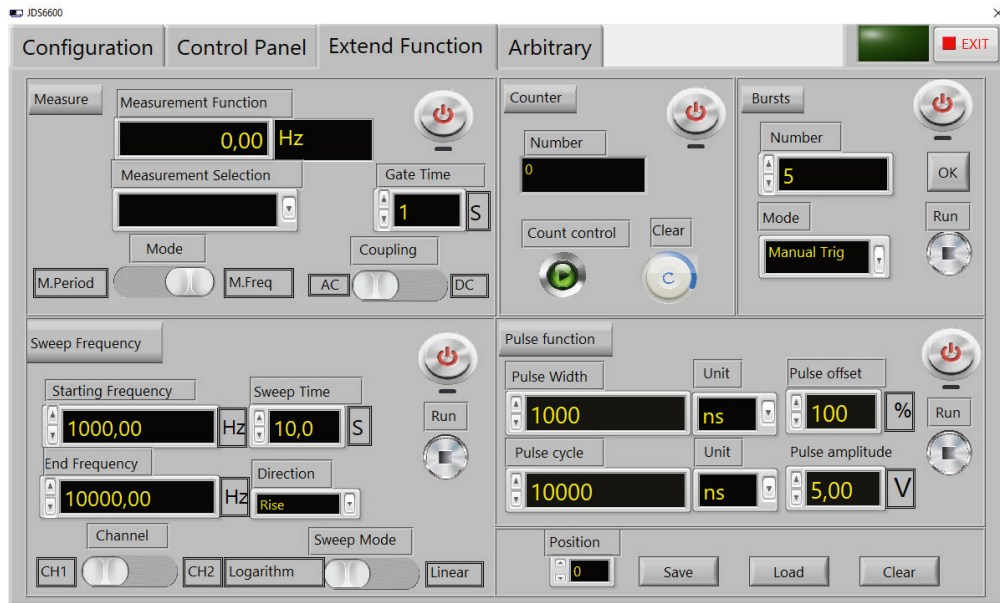 JDS6600
Configuration
Control Panel
Extend Function
Arbitrary
EXIT
Measure
Measurement Function
0,00 Hz
Measurement Selection
Gate Time
1 S
Mode
Coupling
M.Period
M.Freq
AC
DC
Counter
Number
0
Count control
Clear
Bursts
Number
5
OK
Mode
Run
Manual Trig
Sweep Frequency
Starting Frequency
Sweep Time
1000,00 Hz
10,0 S
Run
End Frequency
Direction
10000,00 Hz
Rise
Channel
Sweep Mode
CH1
CH2
Logarithm
Linear
Pulse function
Pulse Width
Unit
Pulse offset
1000
ns
100 %
Run
Pulse cycle
Unit
Pulse amplitude
10000
ns
5,00 V
Position
0
Save
Load
Clear